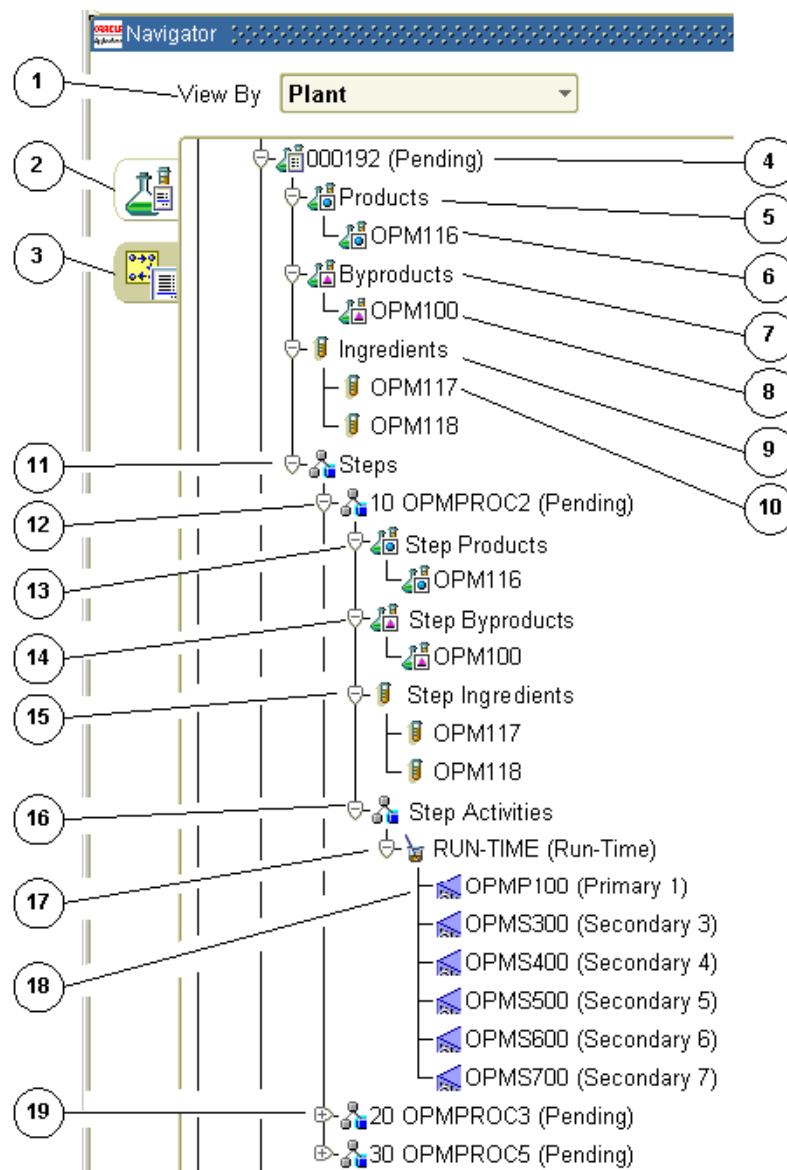 ORACLE
Applications
Navigator
1
View By
Plant
2
000192 (Pending)
4
Products
5
3
OPM116
6
Byproducts
7
OPM100
8
Ingredients
9
OPM117
10
OPM118
11
Steps
12
10 OPMPROC2 (Pending)
13
Step Products
OPM116
14
Step Byproducts
OPM100
15
Step Ingredients
OPM117
OPM118
16
Step Activities
17
RUN-TIME (Run-Time)
18
OPMP100 (Primary 1)
OPMS300 (Secondary 3)
OPMS400 (Secondary 4)
OPMS500 (Secondary 5)
OPMS600 (Secondary 6)
OPMS700 (Secondary 7)
19
20 OPMPROC3 (Pending)
30 OPMPROC5 (Pending)